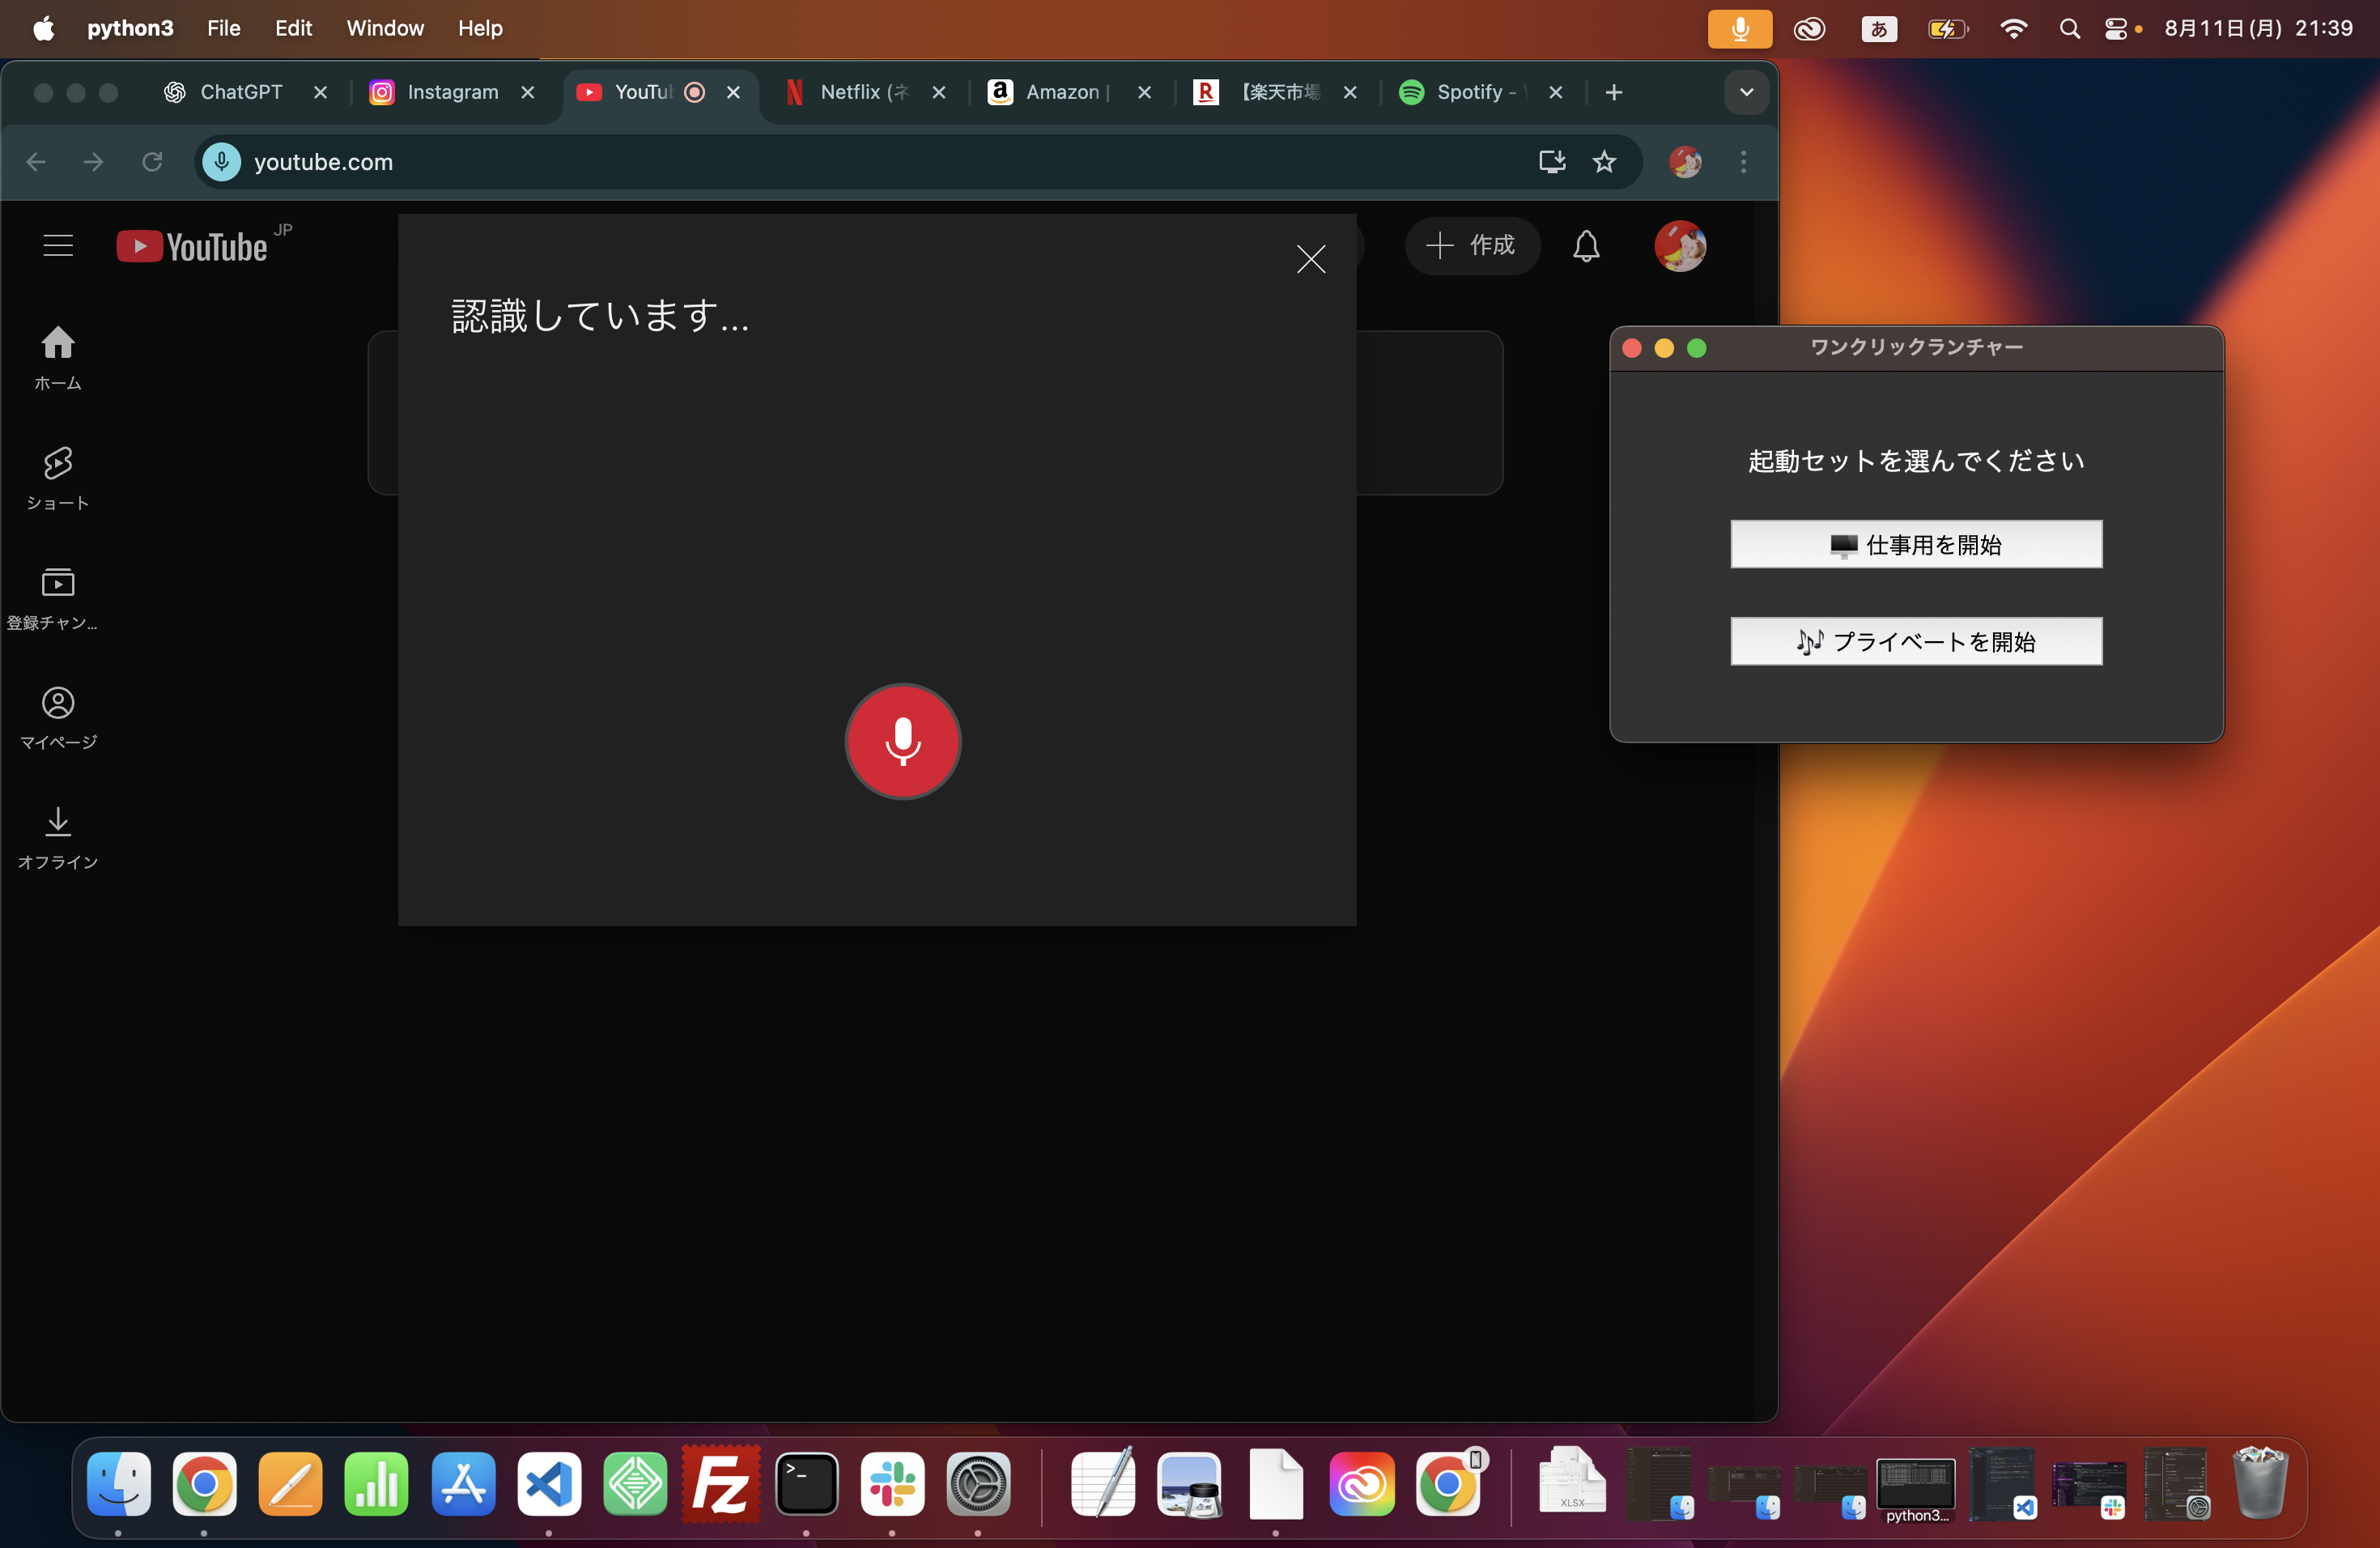 python3 File Edit Window Help
あ 8月11日(月) 21:39
ChatGPT Instagram YouTu Netflix (ネ Amazon | 【楽天市場 Spotify -
youtube.com
YouTube JP
作成
認識しています...
ホーム
ショート
登録チャン...
マイページ
オフライン
ワンクリックランチャー
起動セットを選んでください
仕事用を開始
プライベートを開始
XLSX
python3...